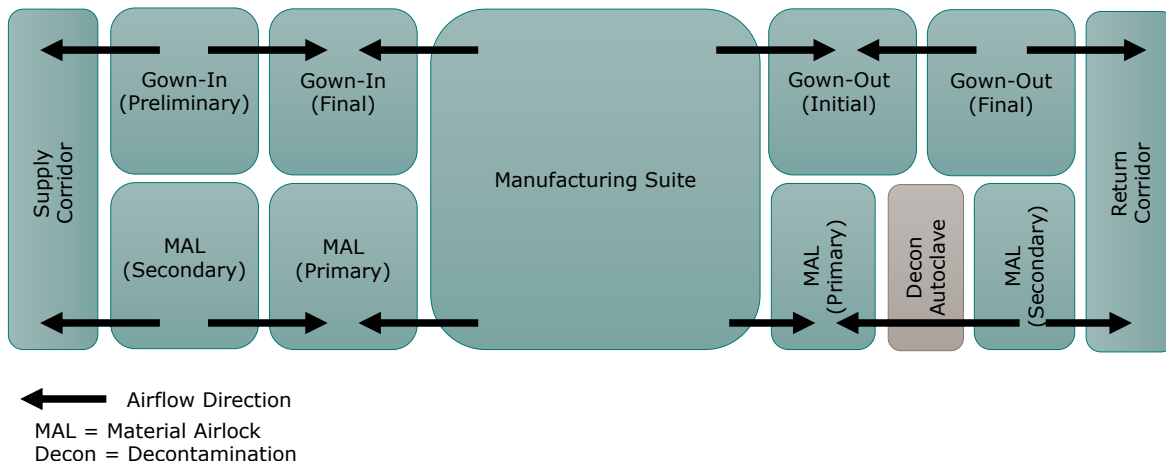 Supply
Corridor
Gown-In
(Preliminary)
Gown-In
(Final)
MAL
(Secondary)
MAL
(Primary)
Manufacturing Suite
Gown-Out
(Initial)
Gown-Out
(Final)
MAL
(Primary)
Decon
Autoclave
MAL
(Secondary)
Return
Corridor
Airflow Direction
MAL = Material Airlock
Decon = Decontamination